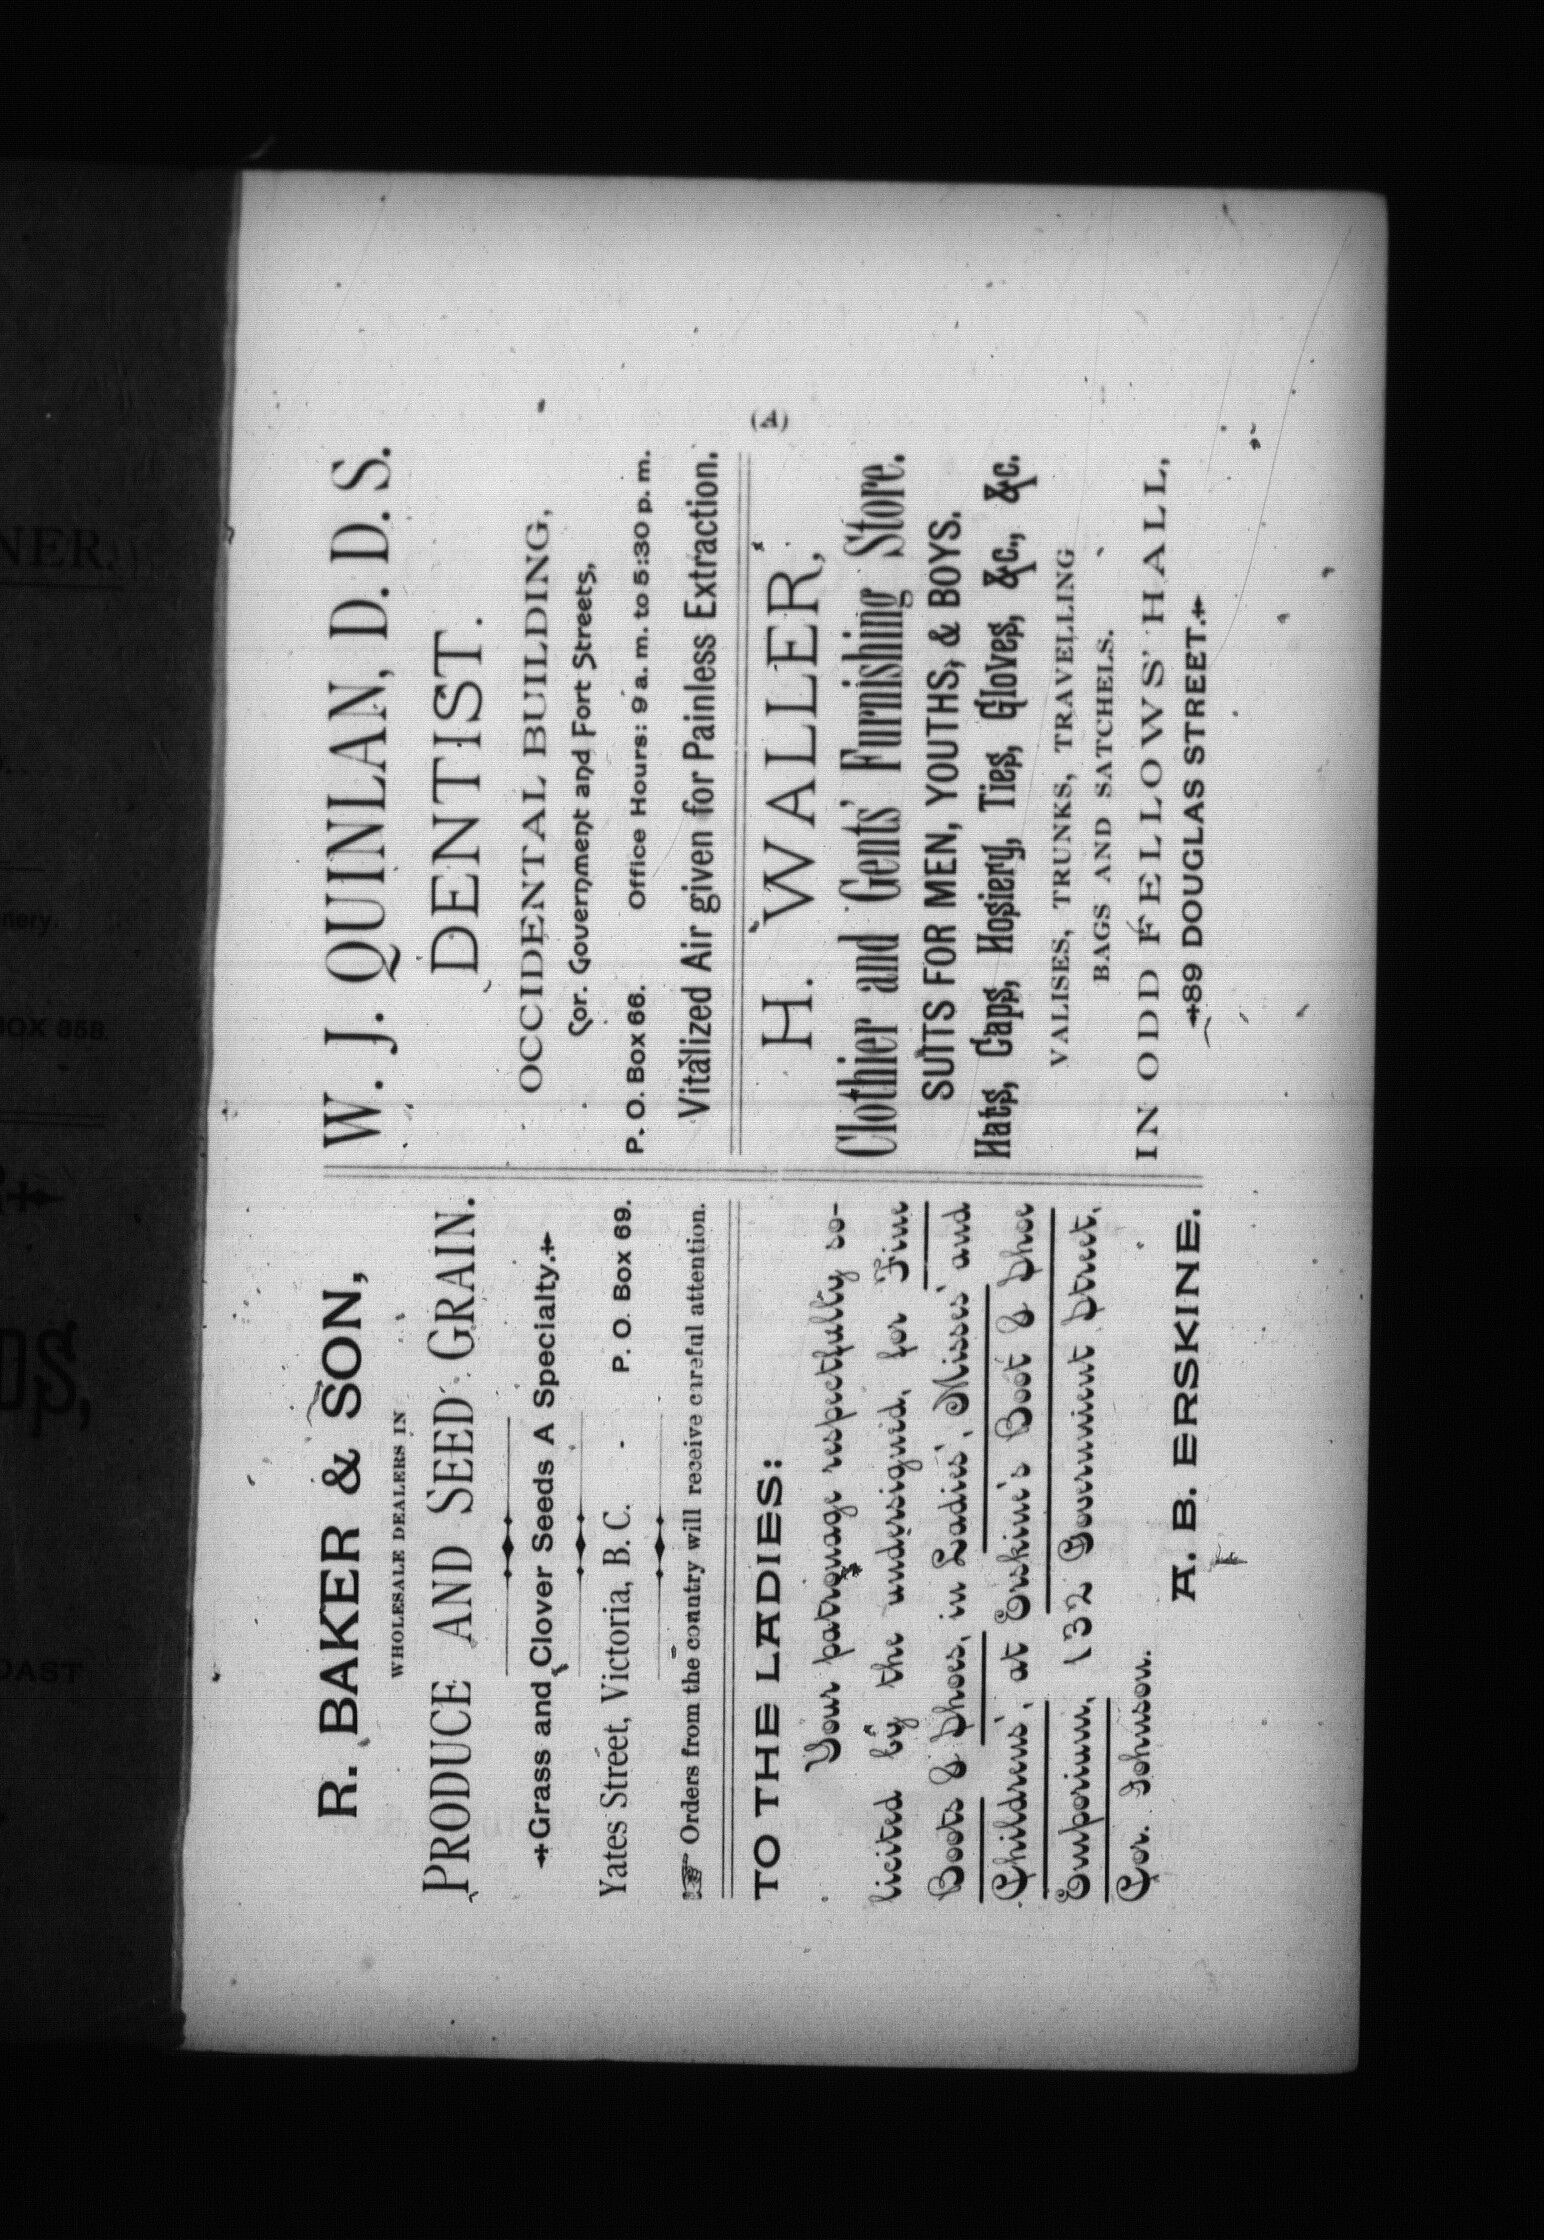 R. BAKER & SON,
WHOLESALE DEALERS IN
PRODUCE AND SEED GRAIN.
Grass and Clover Seeds A Specialty.
Yates Street, Victoria, B. C. - P. O. Box 69.
☞ Orders from the country will receive careful attention.
TO THE LADIES:
Your patronage respectfully so-
licited by the undersigned, for Fine
Boots & Shoes, in Ladies', Misses' and
Childrens', at Erskine's Boot & Shoe
Emporium, 132 Government Street,
Cor. Johnson.
A. B. ERSKINE.
W. J. QUINLAN, D. D. S.
DENTIST.
OCCIDENTAL BUILDING,
Cor. Government and Fort Streets,
P. O. Box 66. Office Hours: 9 a. m. to 5:30 p. m.
Vitalized Air given for Painless Extraction.
(A)
H. WALLER,
Clothier and Gents' Furnishing Store.
SUITS FOR MEN, YOUTHS, & BOYS.
Hats, Caps, Hosiery, Ties, Gloves, &c., &c.
VALISES, TRUNKS, TRAVELLING
BAGS AND SATCHELS.
IN ODD FELLOWS' HALL,
89 DOUGLAS STREET.
NER.
BOX 858.
OAST